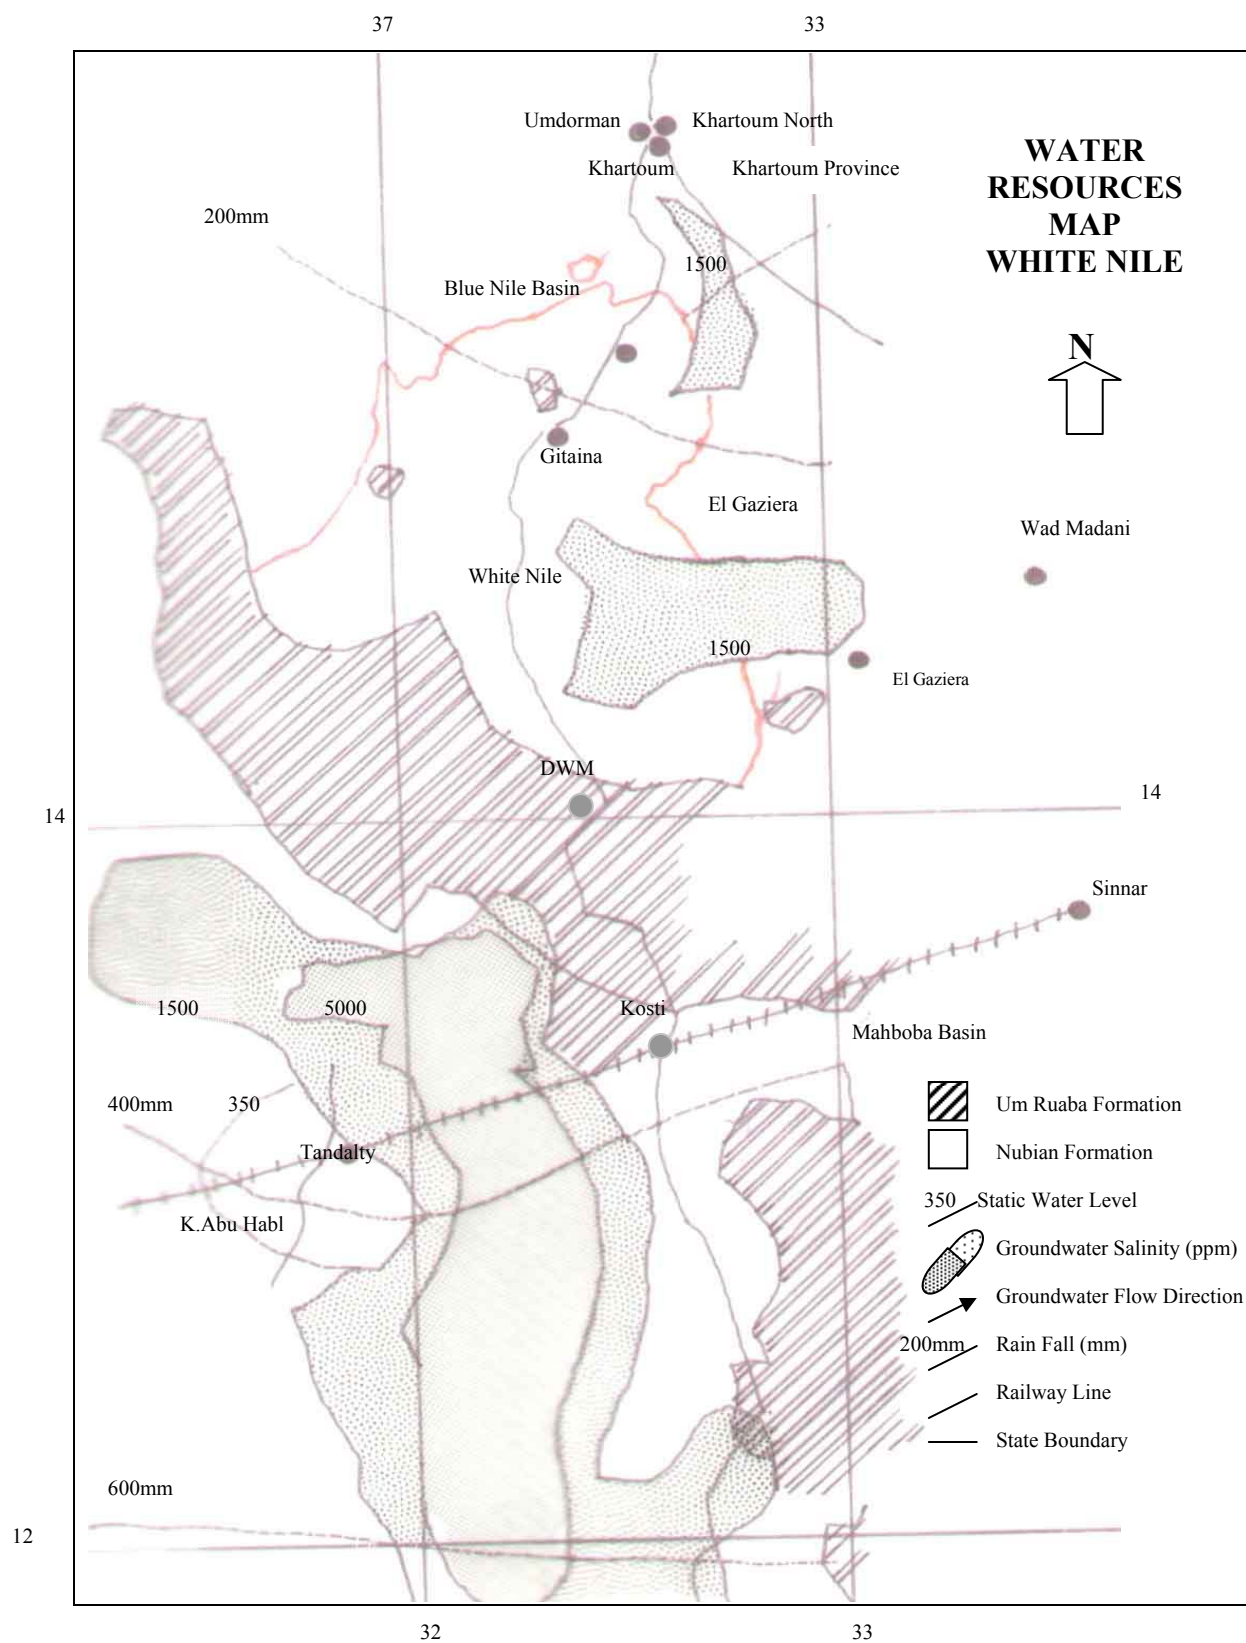 37
33
Umdorman
Khartoum North
Khartoum
Khartoum Province
WATER
RESOURCES
MAP
WHITE NILE
200mm
1500
Blue Nile Basin
N
Gitaina
El Gaziera
Wad Madani
White Nile
1500
El Gaziera
DWM
14
14
Sinnar
1500
5000
Kosti
Mahboba Basin
400mm
350
Um Ruaba Formation
Tandalty
Nubian Formation
350
Static Water Level
K.Abu Habl
Groundwater Salinity (ppm)
Groundwater Flow Direction
200mm
Rain Fall (mm)
Railway Line
State Boundary
600mm
12
32
33